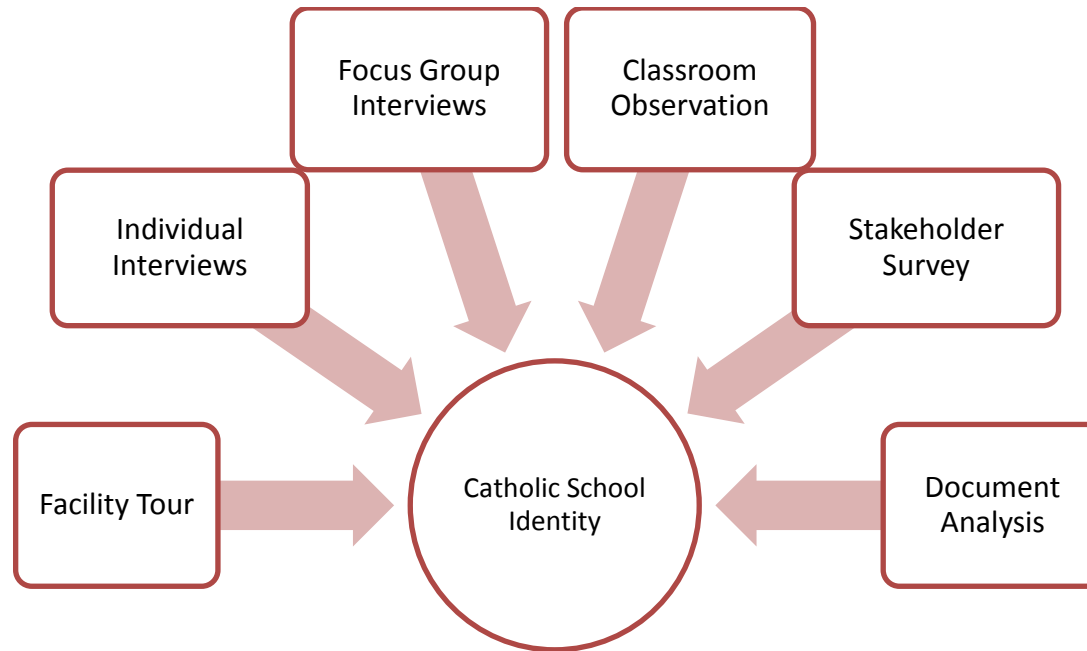 Focus Group
Interviews
Classroom
Observation
Individual
Interviews
Stakeholder
Survey
Facility Tour
Catholic School
Identity
Document
Analysis